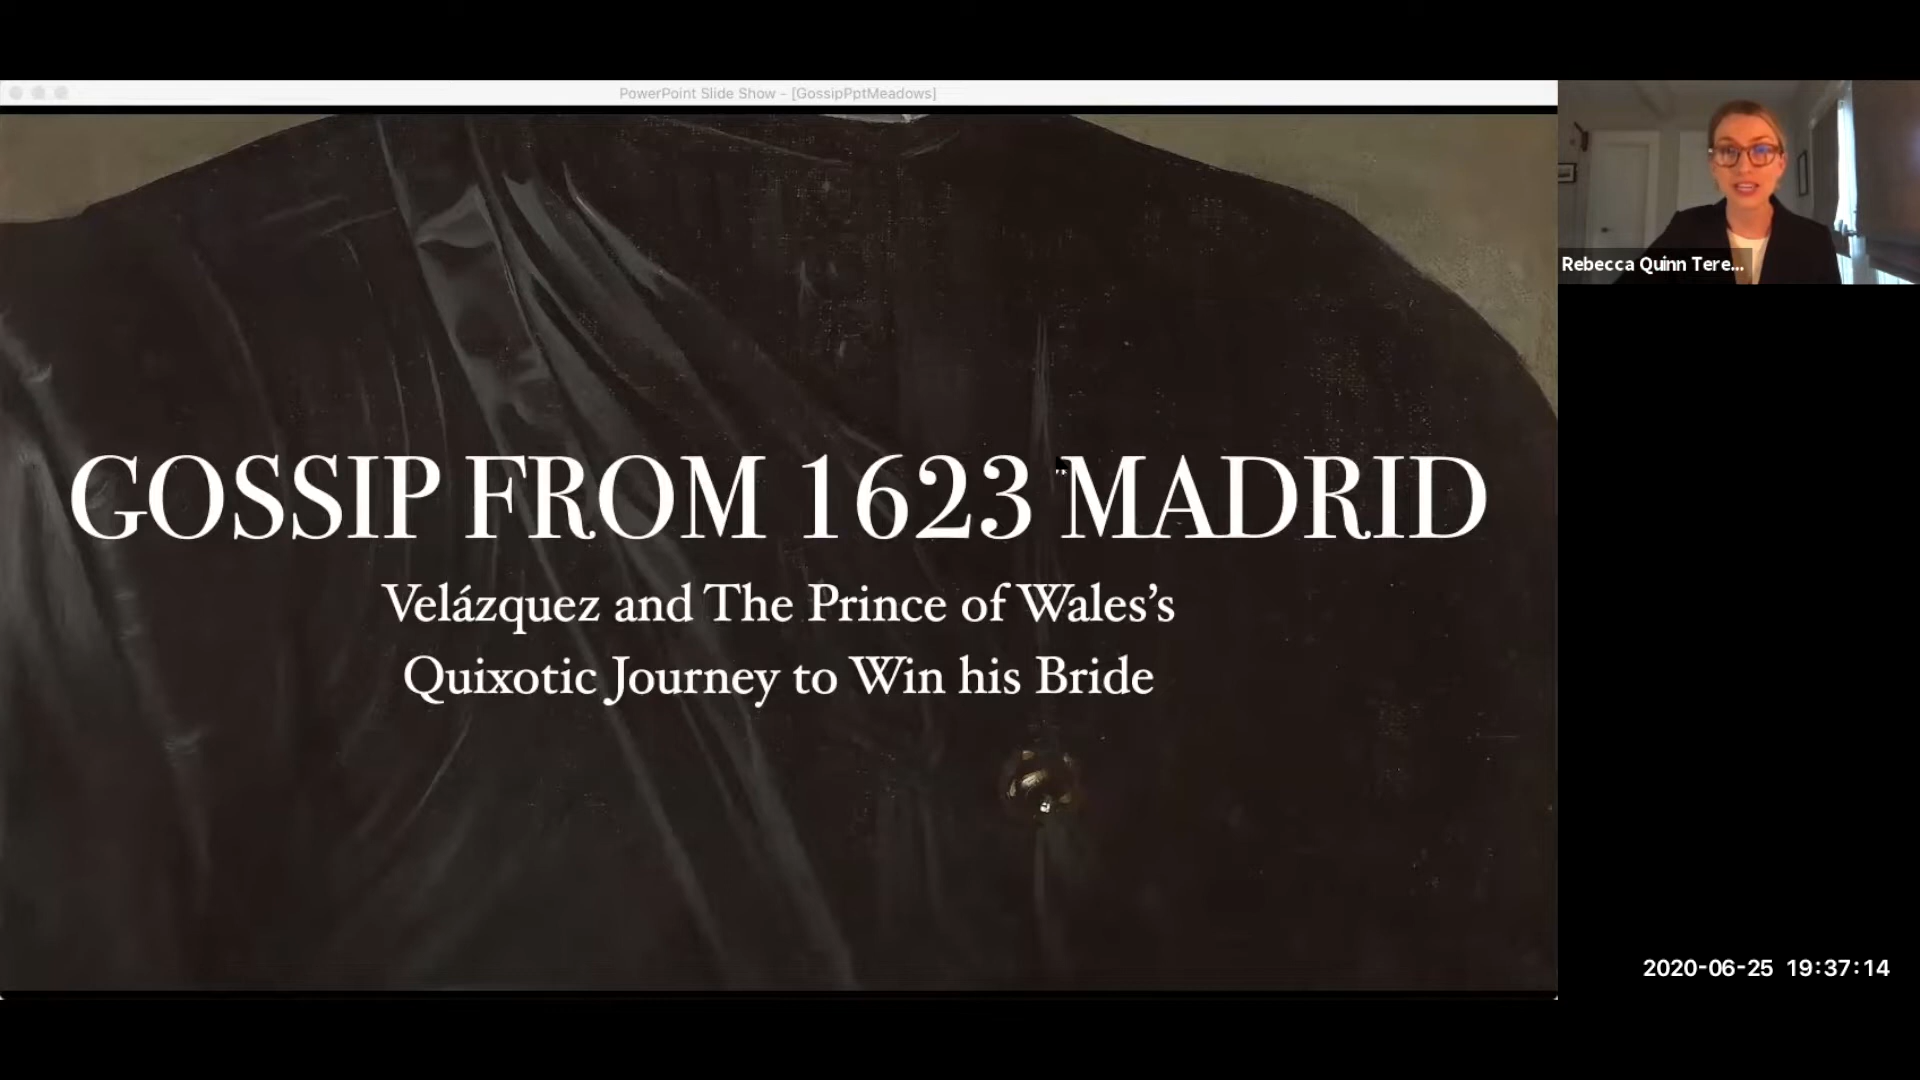 PowerPoint Slide Show - [GossipPptMeadows]
GOSSIP FROM 1623 MADRID
Velázquez and The Prince of Wales’s
Quixotic Journey to Win his Bride
Rebecca Quinn Tere...
2020-06-25 19:37:14